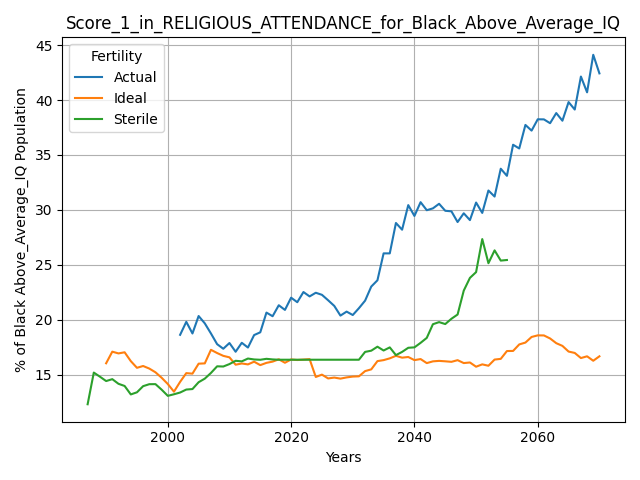 Score_1_in_RELIGIOUS_ATTENDANCE_for_Black_Above_Average_IQ
Fertility
Actual
Ideal
Sterile
% of Black Above_Average_IQ Population
45
40
35
30
25
20
15
2000
2020
2040
2060
Years